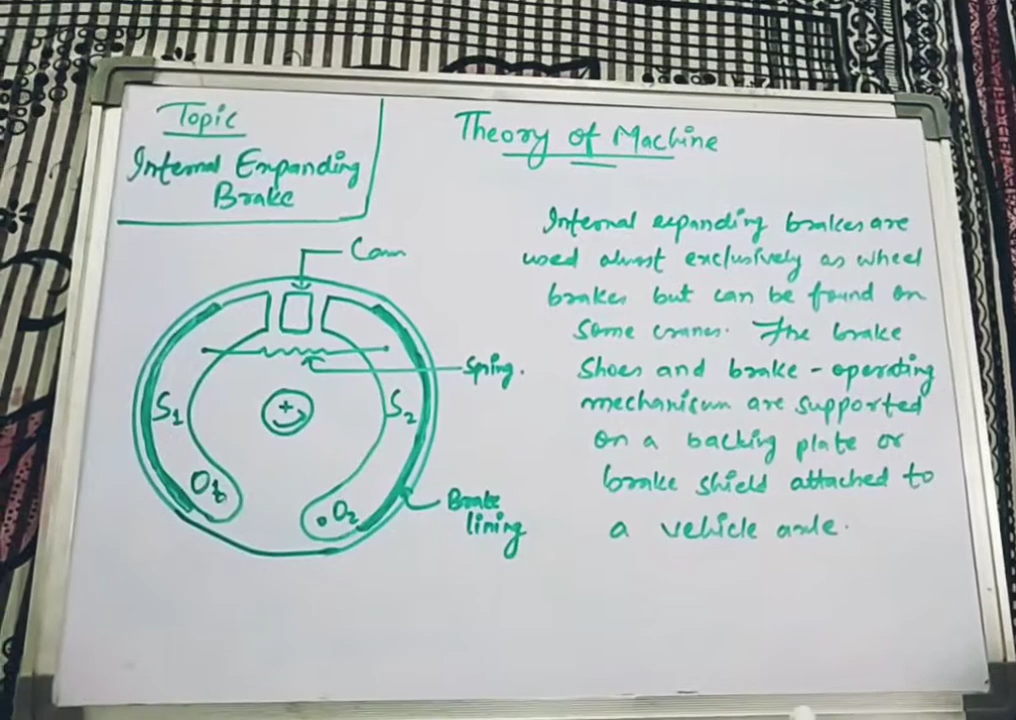 Topic
Internal Expanding
Brake
Theory of Machine
Cam
Spring.
S1
S2
O1
O2
Brake
lining
Internal expanding brakes are
used almost exclusively as wheel
brakes but can be found on
some cranes. The brake
Shoes and brake-operating
mechanism are supported
on a backing plate or
brake shield attached to
a vehicle axle.